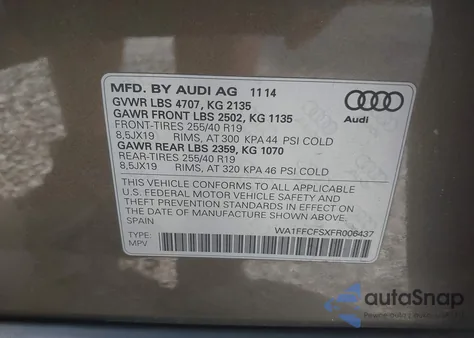 MFD. BY AUDI AG 11 14
GVWR LBS 4707, KG 2135
GAWR FRONT LBS 2502, KG 1135
FRONT-TIRES 255/40 R19
8,5JX19 RIMS, AT 300 KPA 44 PSI COLD
GAWR REAR LBS 2359, KG 1070
REAR-TIRES 255/40 R19
8,5JX19 RIMS, AT 320 KPA 46 PSI COLD
THIS VEHICLE CONFORMS TO ALL APPLICABLE
U.S. FEDERAL MOTOR VEHICLE SAFETY AND
THEFT PREVENTION STANDARDS IN EFFECT ON
THE DATE OF MANUFACTURE SHOWN ABOVE.
SPAIN
TYPE: WA1FFCFSXFR006437
MPV
Audi
autoSnap